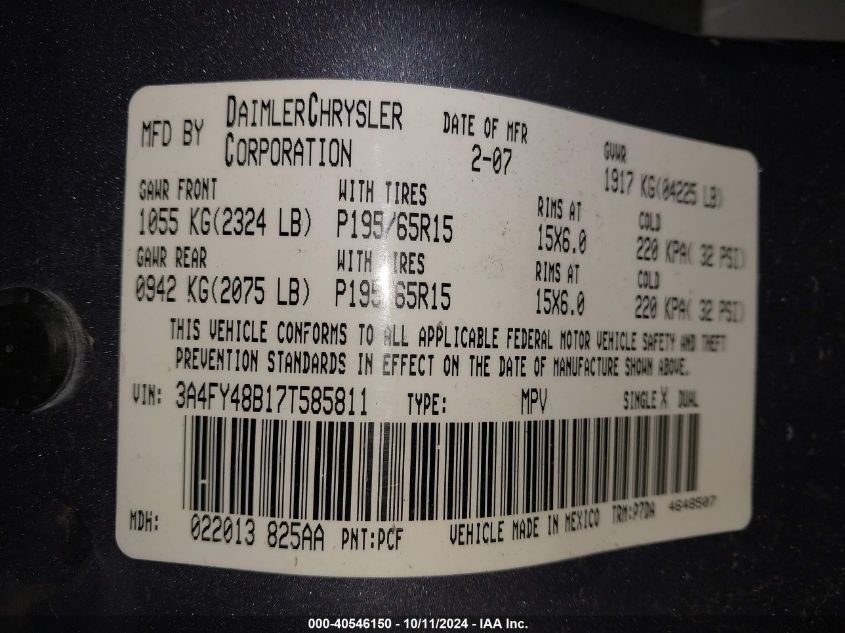 MFD BY DAIMLERCHRYSLER CORPORATION
DATE OF MFR 2-07
GVWR 1917 KG(04225 LB)
GAWR FRONT WITH TIRES RIMS AT COLD
1055 KG(2324 LB) P195/65R15 15X6.0 220 KPA( 32 PSI)
GAWR REAR WITH TIRES RIMS AT COLD
0942 KG(2075 LB) P195/65R15 15X6.0 220 KPA( 32 PSI)
THIS VEHICLE CONFORMS TO ALL APPLICABLE FEDERAL MOTOR VEHICLE SAFETY AND THEFT
PREVENTION STANDARDS IN EFFECT ON THE DATE OF MANUFACTURE SHOWN ABOVE.
VIN: 3A4FY48B17T585811 TYPE: MPV SINGLE X DUAL
MDH: 022013 825AA PNT:PCF VEHICLE MADE IN MEXICO TRM:P7DA 4648507
000-40546150 - 10/11/2024 - IAA Inc.